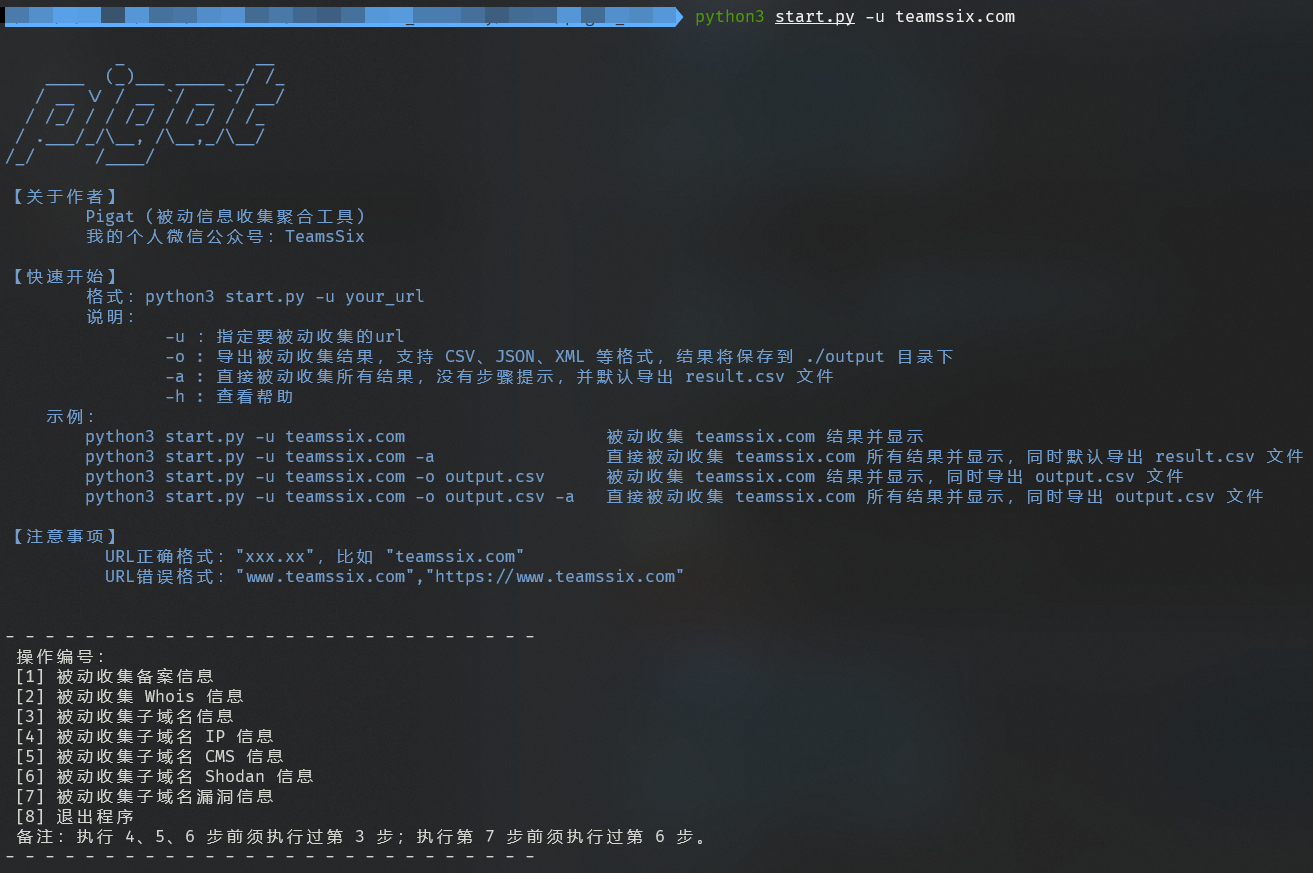 python3 start.py -u teamssix.com
pigat
【关于作者】
Pigat（被动信息收集聚合工具）
我的个人微信公众号：TeamsSix
【快速开始】
格式：python3 start.py -u your_url
说明：
-u : 指定要被动收集的url
-o : 导出被动收集结果，支持 CSV、JSON、XML 等格式，结果将保存到 ./output 目录下
-a : 直接被动收集所有结果，没有步骤提示，并默认导出 result.csv 文件
-h : 查看帮助
示例：
python3 start.py -u teamssix.com 被动收集 teamssix.com 结果并显示
python3 start.py -u teamssix.com -a 直接被动收集 teamssix.com 所有结果并显示，同时默认导出 result.csv 文件
python3 start.py -u teamssix.com -o output.csv 被动收集 teamssix.com 结果并显示，同时导出 output.csv 文件
python3 start.py -u teamssix.com -o output.csv -a 直接被动收集 teamssix.com 所有结果并显示，同时导出 output.csv 文件
【注意事项】
URL正确格式："xxx.xx"，比如 "teamssix.com"
URL错误格式："www.teamssix.com","https://www.teamssix.com"
- - - - - - - - - - - - - - - - - - - - - - - - - - -
操作编号：
[1] 被动收集备案信息
[2] 被动收集 Whois 信息
[3] 被动收集子域名信息
[4] 被动收集子域名 IP 信息
[5] 被动收集子域名 CMS 信息
[6] 被动收集子域名 Shodan 信息
[7] 被动收集子域名漏洞信息
[8] 退出程序
备注：执行 4、5、6 步前须执行过第 3 步；执行第 7 步前须执行过第 6 步。
- - - - - - - - - - - - - - - - - - - - - - - - - - -